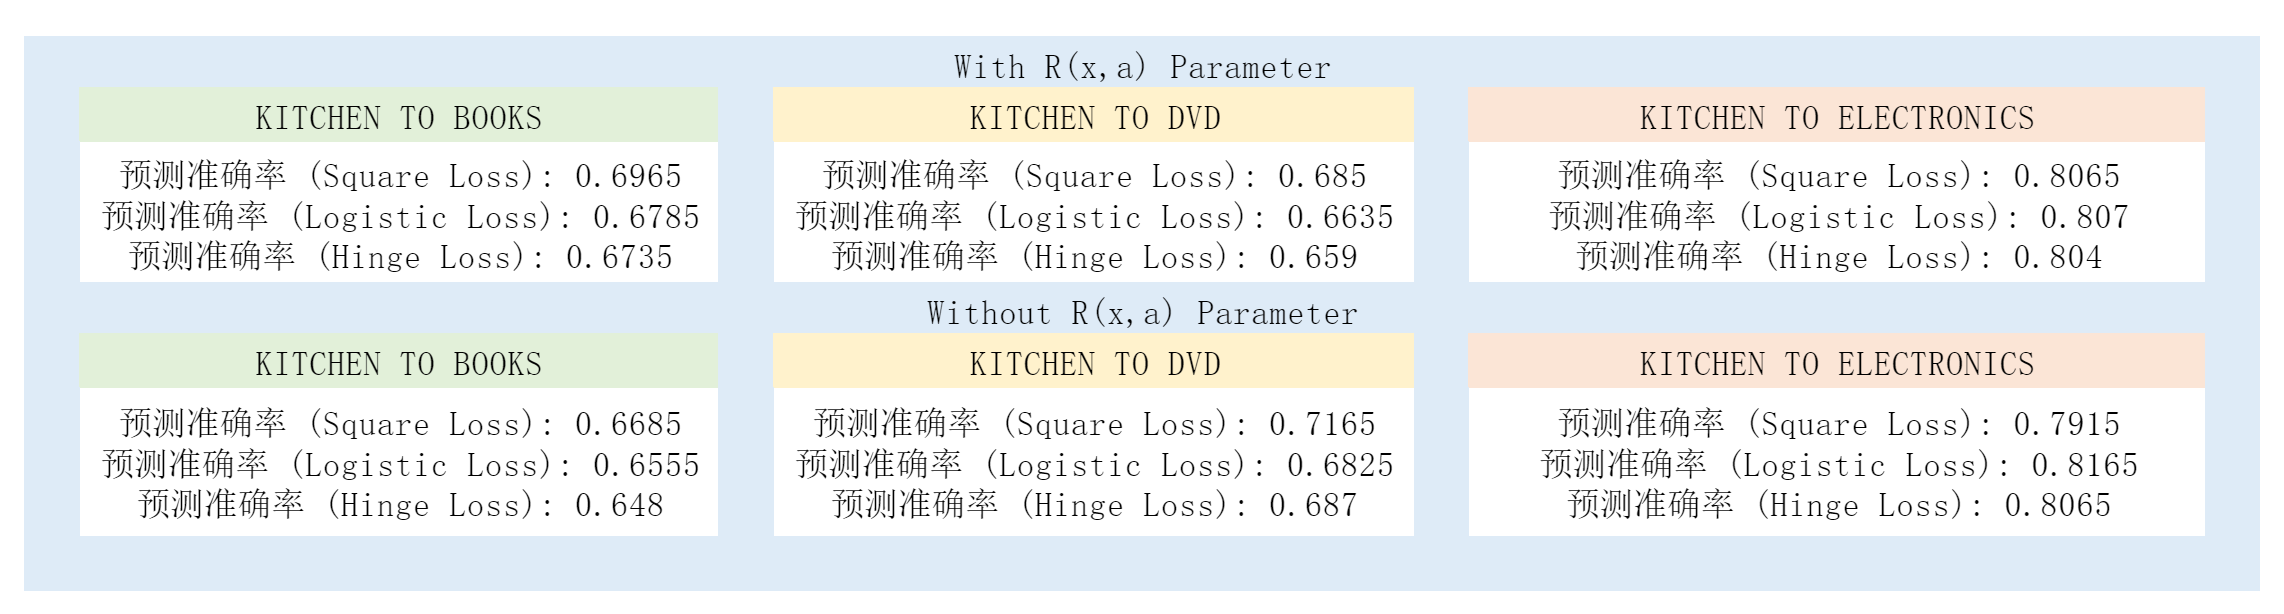 With R(x,a) Parameter
KITCHEN TO BOOKS
预测准确率 (Square Loss): 0.6965
预测准确率 (Logistic Loss): 0.6785
预测准确率 (Hinge Loss): 0.6735
KITCHEN TO DVD
预测准确率 (Square Loss): 0.685
预测准确率 (Logistic Loss): 0.6635
预测准确率 (Hinge Loss): 0.659
KITCHEN TO ELECTRONICS
预测准确率 (Square Loss): 0.8065
预测准确率 (Logistic Loss): 0.807
预测准确率 (Hinge Loss): 0.804
Without R(x,a) Parameter
KITCHEN TO BOOKS
预测准确率 (Square Loss): 0.6685
预测准确率 (Logistic Loss): 0.6555
预测准确率 (Hinge Loss): 0.648
KITCHEN TO DVD
预测准确率 (Square Loss): 0.7165
预测准确率 (Logistic Loss): 0.6825
预测准确率 (Hinge Loss): 0.687
KITCHEN TO ELECTRONICS
预测准确率 (Square Loss): 0.7915
预测准确率 (Logistic Loss): 0.8165
预测准确率 (Hinge Loss): 0.8065